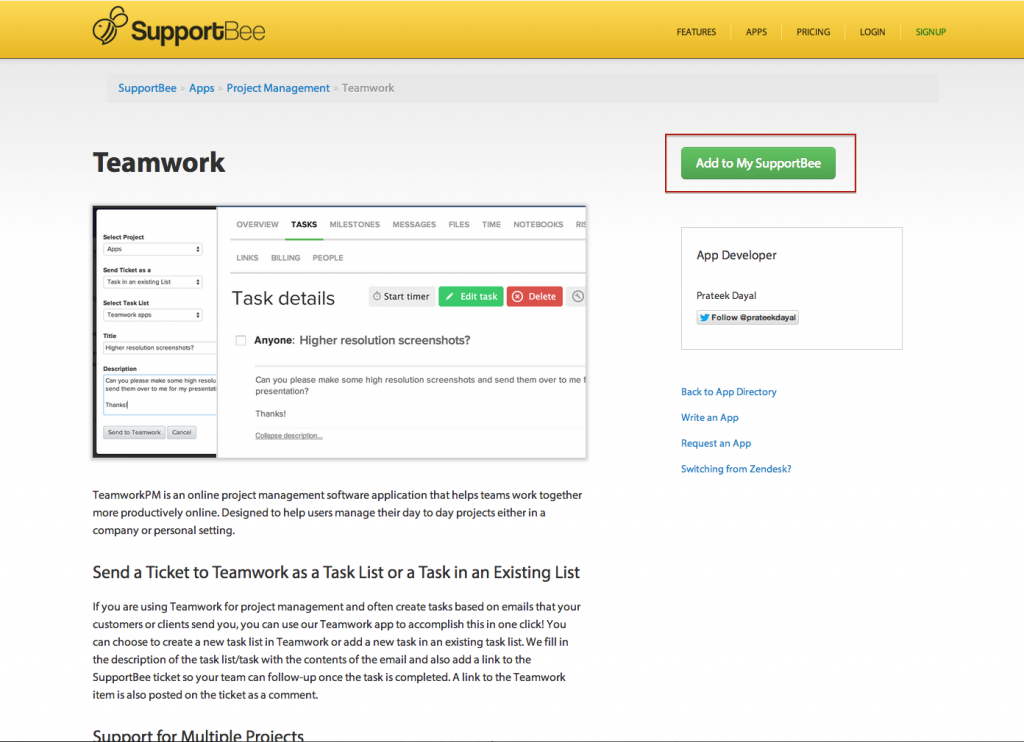 SupportBee
FEATURES
APPS
PRICING
LOGIN
SIGNUP
SupportBee » Apps » Project Management » Teamwork
Teamwork
Add to My SupportBee
Select Project
Apps
Send Ticket as a
Task in an existing List
Select Task List
Teamwork apps
Title
Higher resolution screenshots?
Description
Can you please make some high resolu
send them over to me for my presentati
Thanks!
Send to Teamwork
Cancel
OVERVIEW TASKS MILESTONES MESSAGES FILES TIME NOTEBOOKS RIS
LINKS BILLING PEOPLE
Task details
Start timer
Edit task
Delete
Anyone: Higher resolution screenshots?
Can you please make some high resolution screenshots and send them over to me f
presentation?
Thanks!
Collapse description...
App Developer
Prateek Dayal
Follow @prateekdayal
Back to App Directory
Write an App
Request an App
Switching from Zendesk?
TeamworkPM is an online project management software application that helps teams work together
more productively online. Designed to help users manage their day to day projects either in a
company or personal setting.
Send a Ticket to Teamwork as a Task List or a Task in an Existing List
If you are using Teamwork for project management and often create tasks based on emails that your
customers or clients send you, you can use our Teamwork app to accomplish this in one click! You
can choose to create a new task list in Teamwork or add a new task in an existing task list. We fill in
the description of the task list/task with the contents of the email and also add a link to the
SupportBee ticket so your team can follow-up once the task is completed. A link to the Teamwork
item is also posted on the ticket as a comment.
Support for Multiple Projects